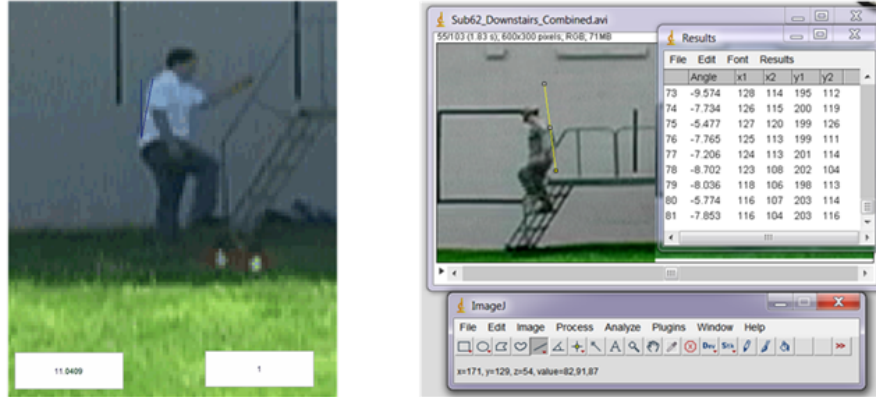 11.0409
1
Sub62_Downstairs_Combined.avi
55/103 (1.83 s); 600x300 pixels; RGB; 71MB
Results
File Edit Font Results
Angle x1 x2 y1 y2
73 -9.574 128 114 195 112
74 -7.734 126 115 200 119
75 -5.477 127 120 199 126
76 -7.765 125 113 199 111
77 -7.206 124 113 201 114
78 -8.702 123 108 202 104
79 -8.036 118 106 198 113
80 -5.774 116 107 203 114
81 -7.853 116 104 203 116
ImageJ
File Edit Image Process Analyze Plugins Window Help
A Dev Stk >>
x=171, y=129, z=54, value=82,91,87